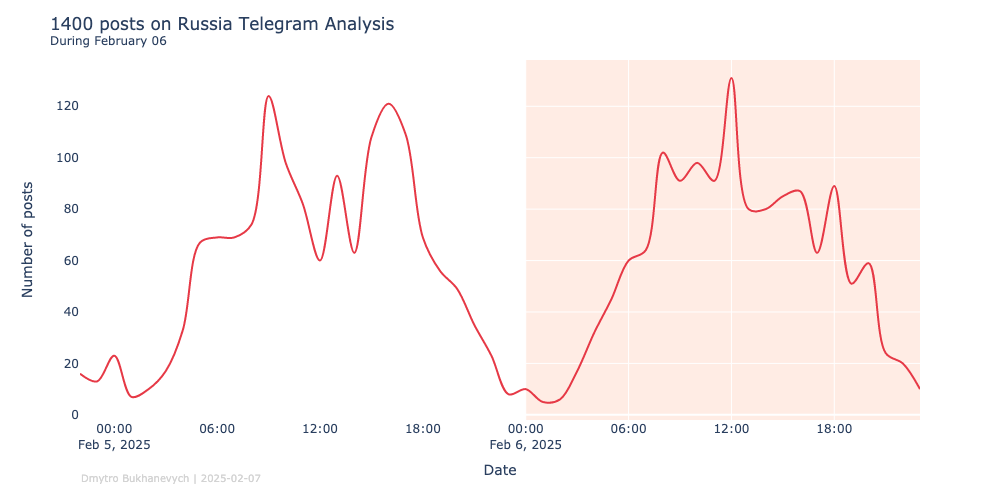 1400 posts on Russia Telegram Analysis
During February 06
Number of posts
120
100
80
60
40
20
0
00:00 06:00 12:00 18:00 00:00 06:00 12:00 18:00
Feb 5, 2025 Feb 6, 2025
Date
Dmytro Bukhanevych | 2025-02-07